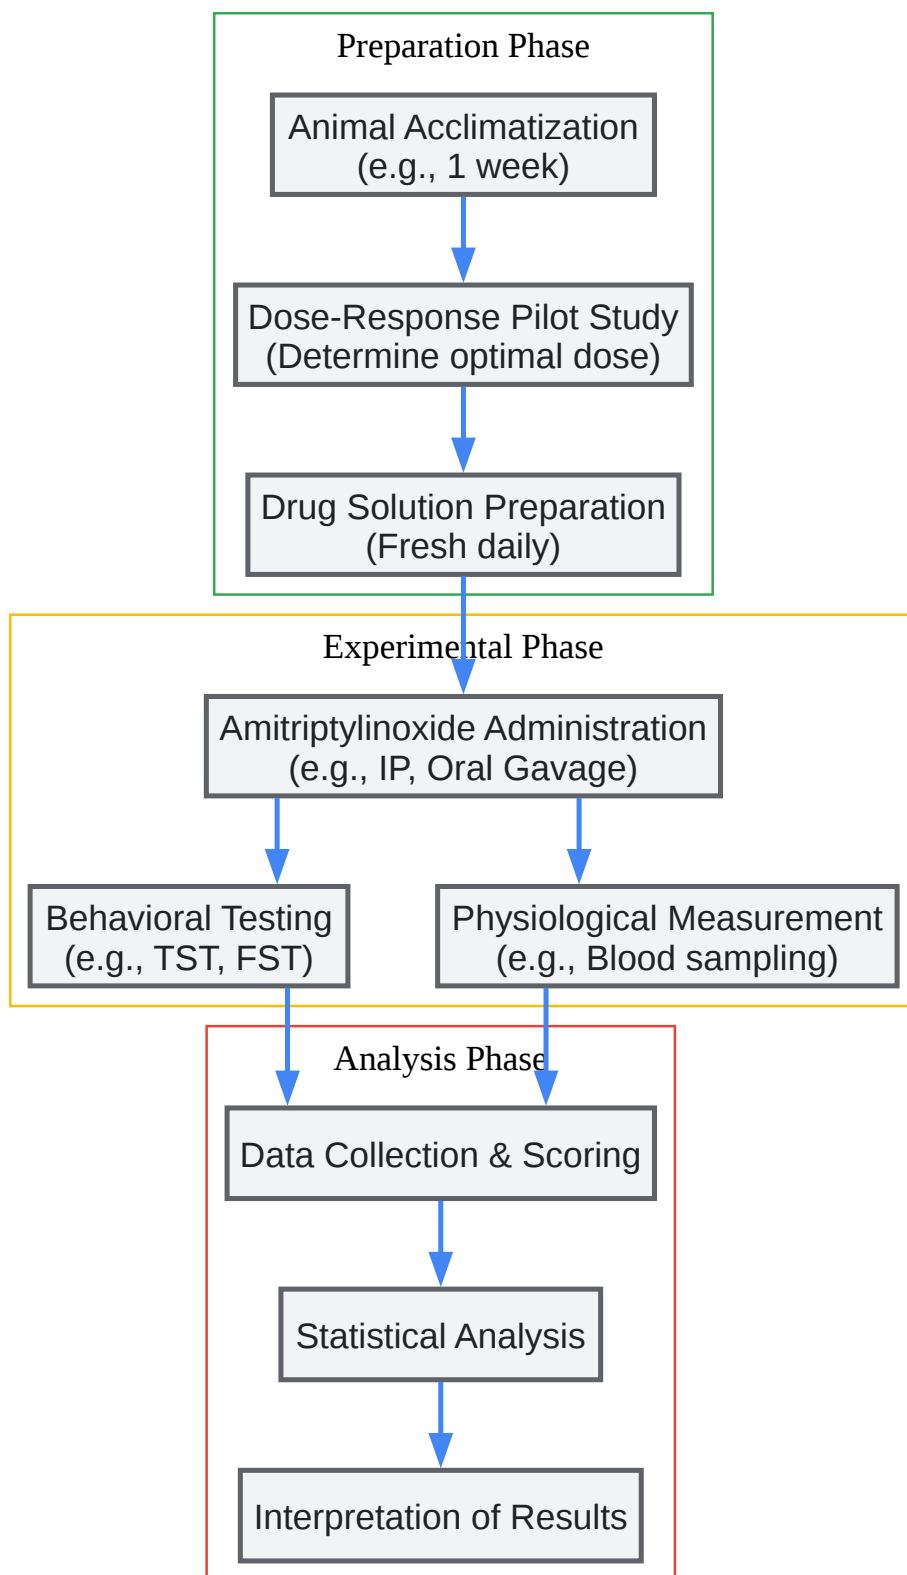 Preparation Phase
Animal Acclimatization
(e.g., 1 week)
Dose-Response Pilot Study
(Determine optimal dose)
Drug Solution Preparation
(Fresh daily)
Experimental Phase
Amitriptylinoxide Administration
(e.g., IP, Oral Gavage)
Behavioral Testing
(e.g., TST, FST)
Physiological Measurement
(e.g., Blood sampling)
Analysis Phase
Data Collection & Scoring
Statistical Analysis
Interpretation of Results